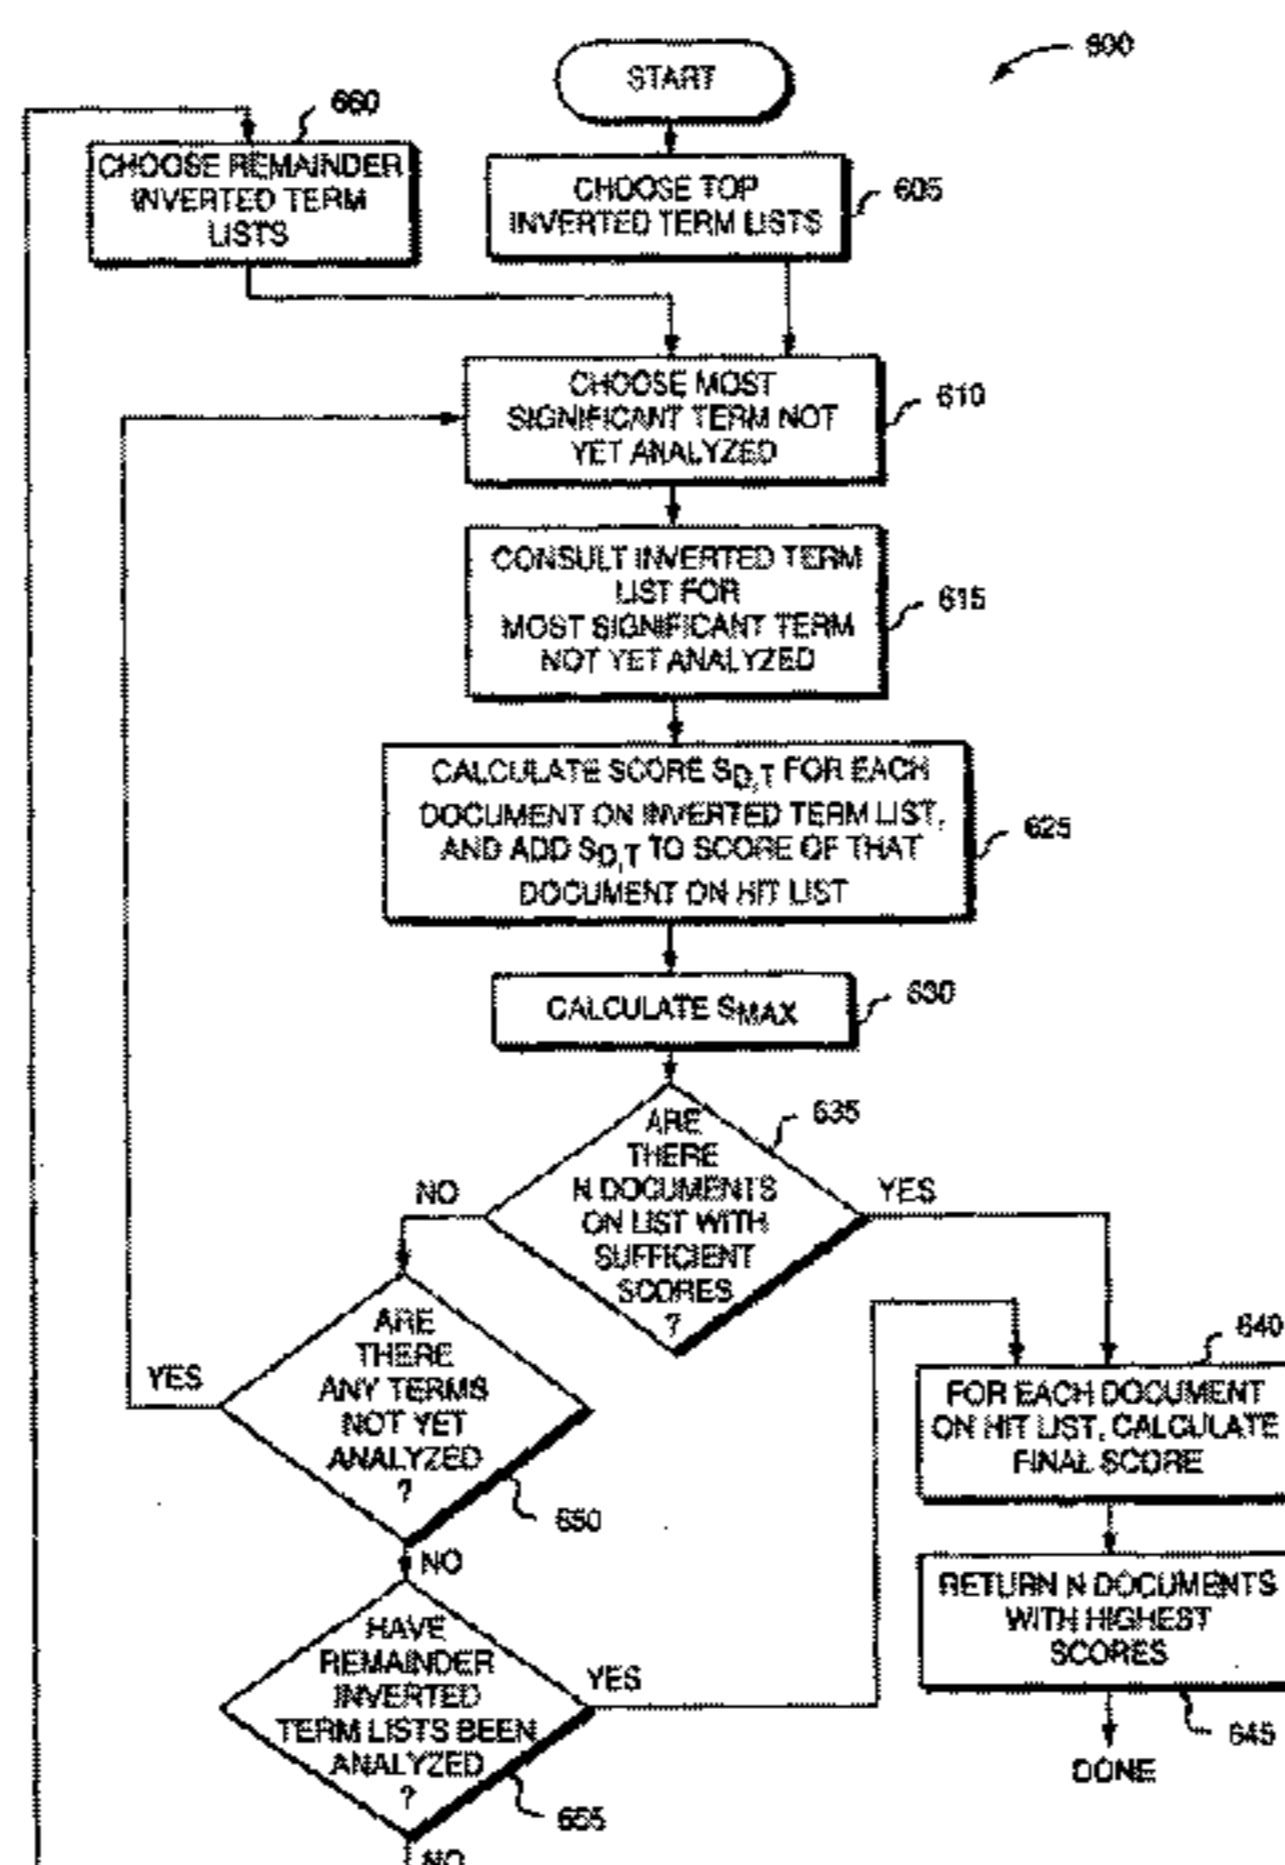 600
START
660
CHOOSE REMAINDER
INVERTED TERM
LISTS
CHOOSE TOP
INVERTED TERM LISTS
605
CHOOSE MOST
SIGNIFICANT TERM NOT
YET ANALYZED
610
CONSULT INVERTED TERM
LIST FOR
MOST SIGNIFICANT TERM
NOT YET ANALYZED
615
CALCULATE SCORE SD,T FOR EACH
DOCUMENT ON INVERTED TERM LIST,
AND ADD SD,T TO SCORE OF THAT
DOCUMENT ON HIT LIST
625
CALCULATE SMAX
630
ARE
THERE
N DOCUMENTS
ON LIST WITH
SUFFICIENT
SCORES
?
635
NO
YES
ARE
THERE
ANY TERMS
NOT YET
ANALYZED
?
YES
650
NO
640
FOR EACH DOCUMENT
ON HIT LIST, CALCULATE
FINAL SCORE
RETURN N DOCUMENTS
WITH HIGHEST
SCORES
645
DONE
HAVE
REMAINDER
INVERTED
TERM LISTS BEEN
ANALYZED
?
YES
655
NO